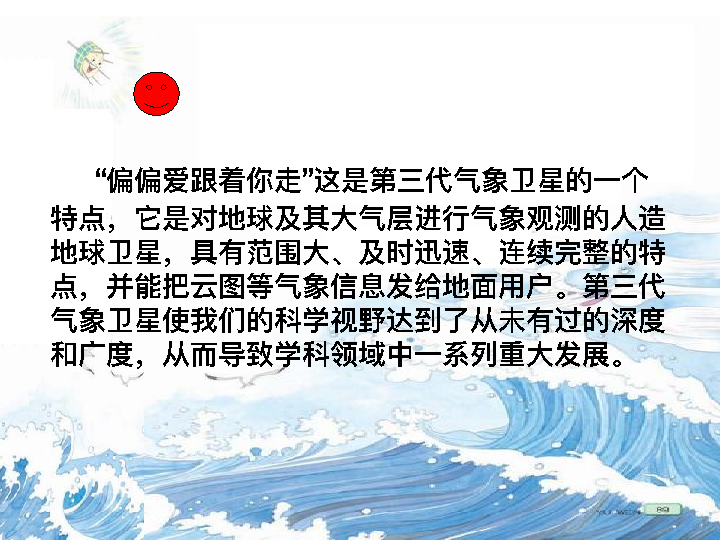 “偏偏爱跟着你走”这是第三代气象卫星的一个
特点，它是对地球及其大气层进行气象观测的人造
地球卫星，具有范围大、及时迅速、连续完整的特
点，并能把云图等气象信息发给地面用户。第三代
气象卫星使我们的科学视野达到了从未有过的深度
和广度，从而导致学科领域中一系列重大发展。